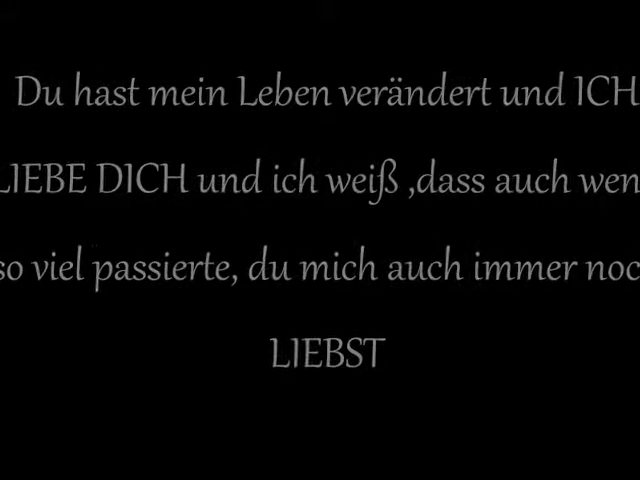 Du hast mein Leben verändert und ICH
LIEBE DICH und ich weiß ,dass auch wen
so viel passierte, du mich auch immer noc
LIEBST